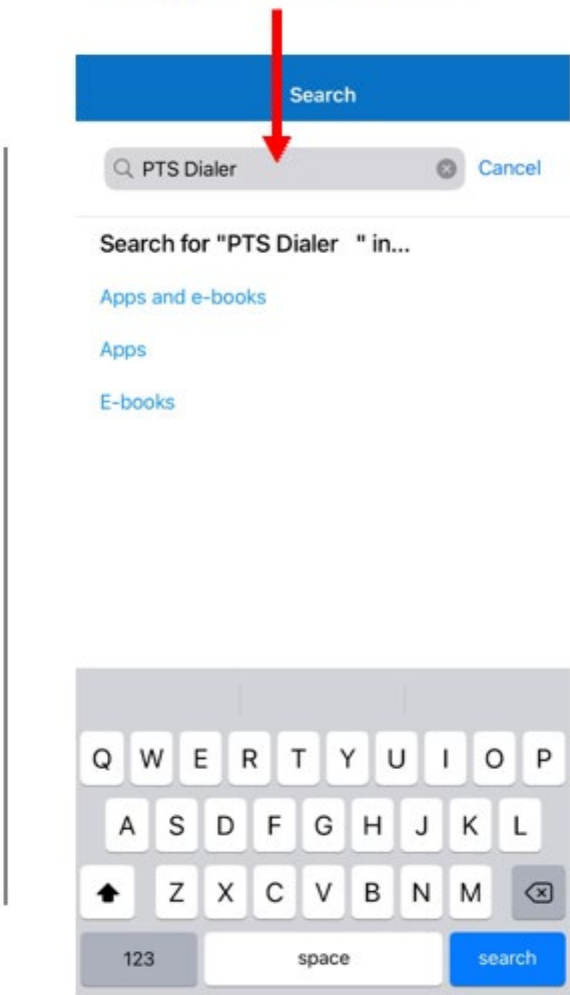 Search
PTS Dialer
Cancel
Search for "PTS Dialer   " in...
Apps and e-books
Apps
E-books
Q W E R T Y U I O P
A S D F G H J K L
Z X C V B N M
123 space search